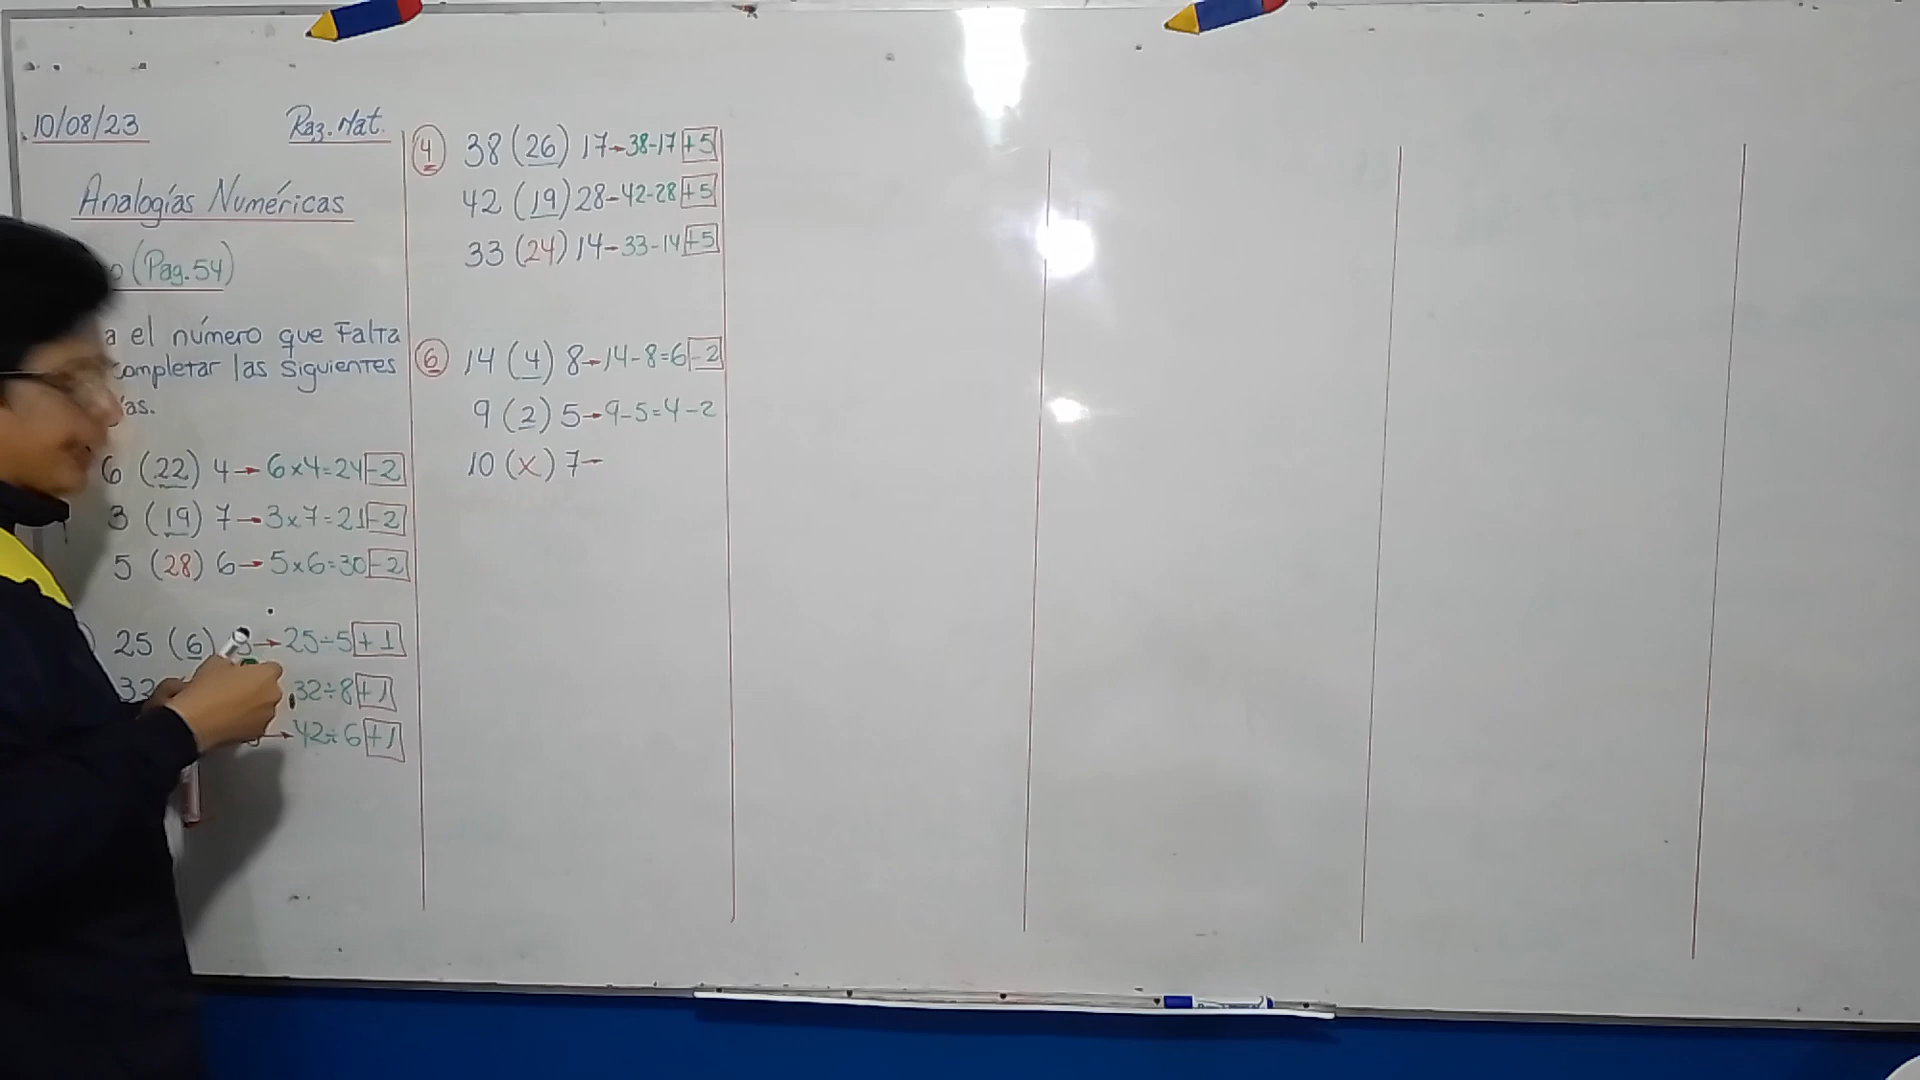 10/08/23 Raz. Mat.
Analogías Numéricas
(Pag. 54)
el número que Falta
completar las siguientes
6 (22) 4→ 6x4=24 -2
3 (19) 7→3x7=21 -2
5 (28) 6→ 5x6=30 -2
25 (6) 5→25÷5 +1
32 32÷8 +1
→42÷6 +1
4 38 (26) 17→38-17 +5
42 (19) 28-42-28 +5
33 (24) 14-33-14 +5
6 14 (4) 8→14-8=6 -2
9 (2) 5→9-5=4-2
10 (x) 7-